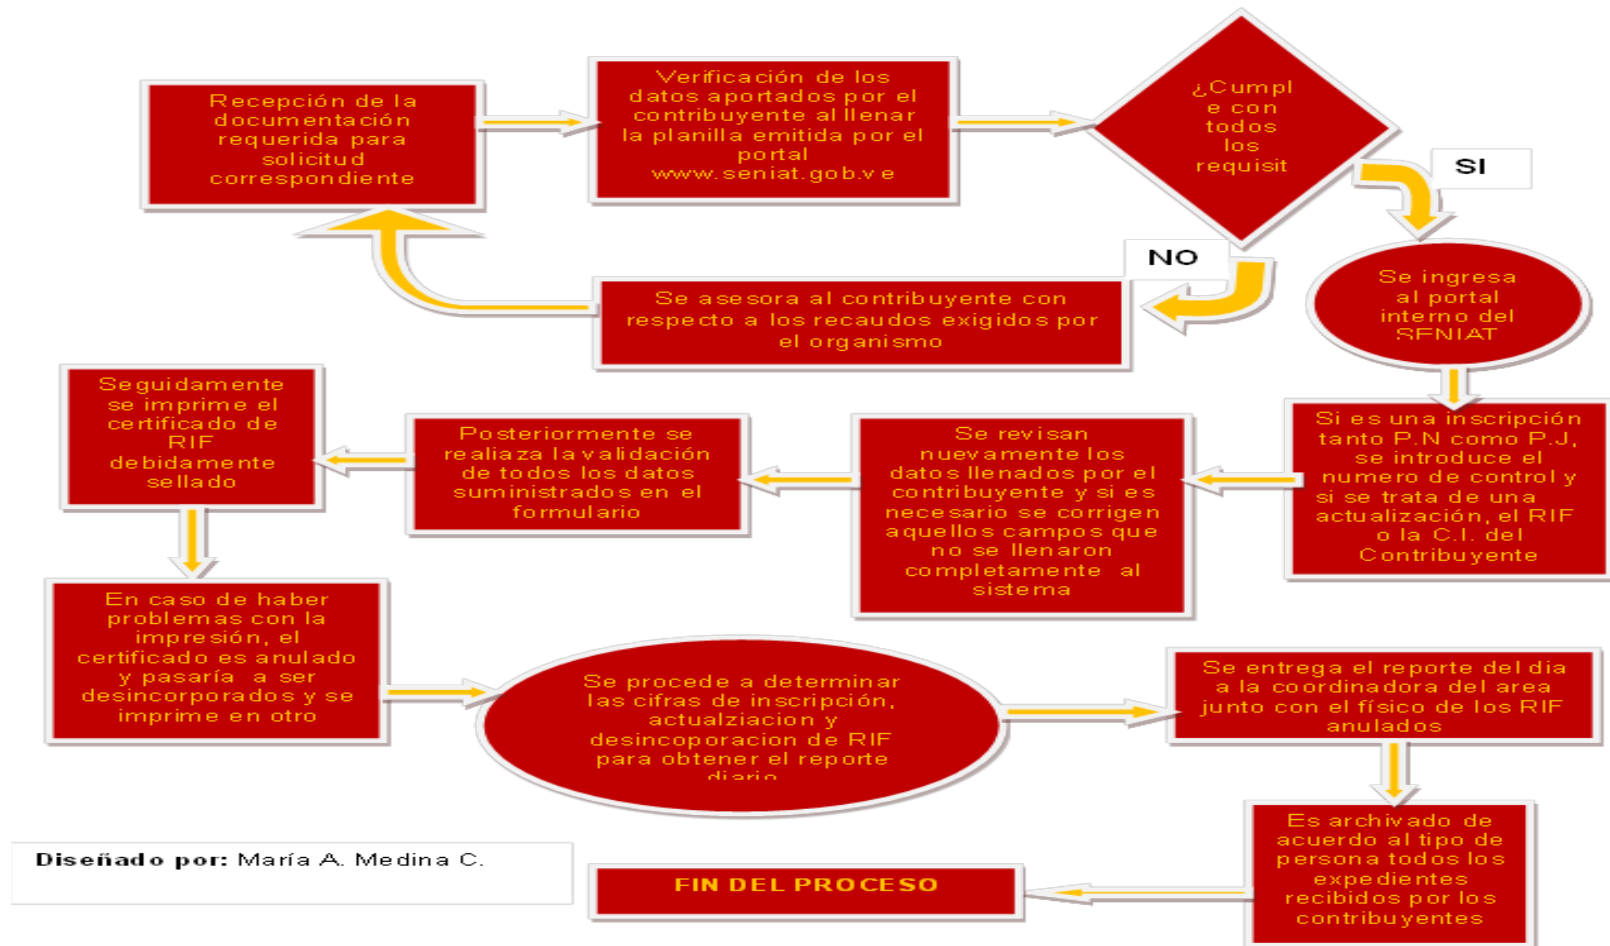 Recepción de la
documentación
requerida para
solicitud
correspondiente
Verificación de los
datos aportados por el
contribuyente al llenar
la planilla emitida por el
portal
www.seniat.gob.ve
¿Cumpl
e con
todos
los
requisit
SI
NO
Se asesora al contribuyente con
respecto a los recaudos exigidos por
el organismo
Se ingresa
al portal
interno del
SENIAT
Si es una inscripción
tanto P.N como P.J,
se introduce el
numero de control y
si se trata de una
actualización, el RIF
o la C.I. del
Contribuyente
Se revisan
nuevamente los
datos llenados por el
contribuyente y si es
necesario se corrigen
aquellos campos que
no se llenaron
completamente al
sistema
Posteriormente se
realiaza la validación
de todos los datos
suministrados en el
formulario
Seguidamente
se imprime el
certificado de
RIF
debidamente
sellado
En caso de haber
problemas con la
impresión, el
certificado es anulado
y pasaría a ser
desincorporados y se
imprime en otro
Se procede a determinar
las cifras de inscripción,
actualziacion y
desincoporacion de RIF
para obtener el reporte
diario
Se entrega el reporte del dia
a la coordinadora del area
junto con el físico de los RIF
anulados
Es archivado de
acuerdo al tipo de
persona todos los
expedientes
recibidos por los
contribuyentes
FIN DEL PROCESO
Diseñado por: María A. Medina C.